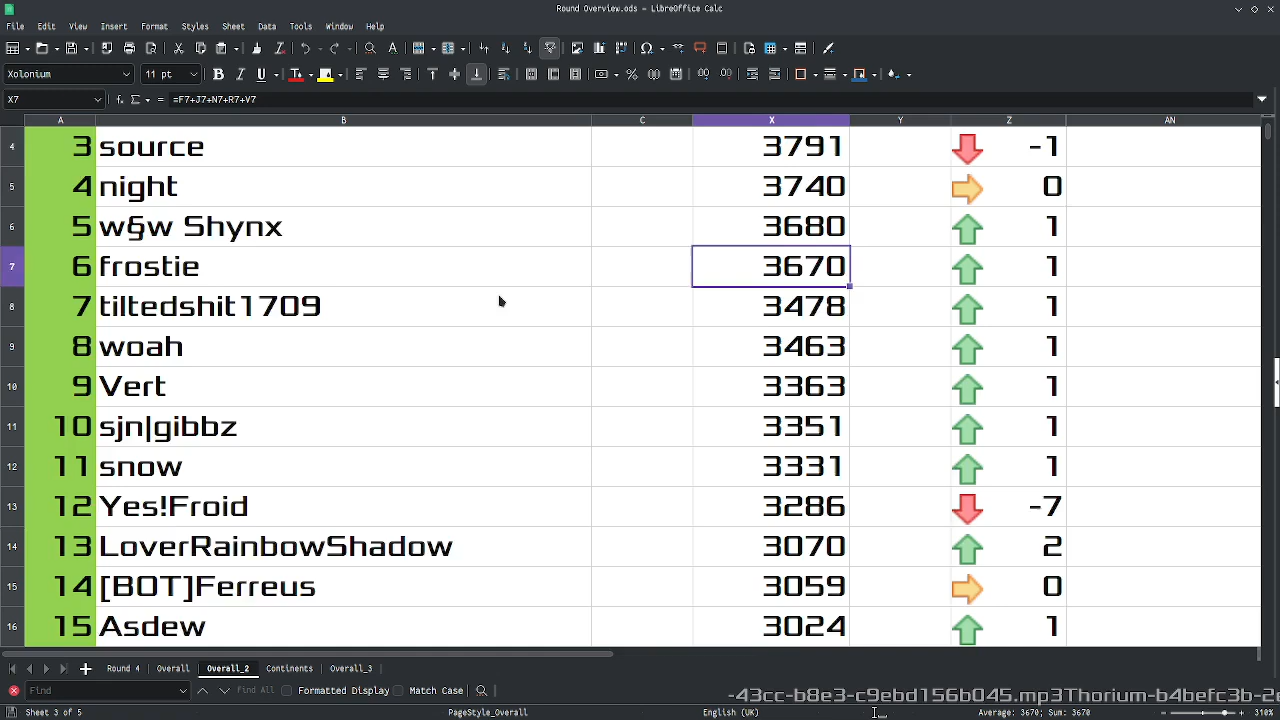 Round Overview.ods - LibreOffice Calc
File Edit View Insert Format Styles Sheet Data Tools Window Help
Xolonium 11 pt
X7 =F7+J7+N7+R7+V7
A B C X Y Z AN
4 3 source 3791 -1
5 4 night 3740 0
6 5 w&w Shynx 3680 1
7 6 frostie 3670 1
8 7 tiltedshit1709 3478 1
9 8 woah 3463 1
10 9 Vert 3363 1
11 10 sjn|gibbz 3351 1
12 11 snow 3331 1
13 12 Yes!Froid 3286 -7
14 13 LoverRainbowShadow 3070 2
15 14 [BOT]Ferreus 3059 0
16 15 Asdew 3024 1
Round 4 Overall Overall_2 Continents Overall_3
Find Find All Formatted Display Match Case
-43cc-b8e3-c9ebd156b045.mp3Thorium-b4befc3b-2e
Sheet 3 of 5 PageStyle_Overall English (UK) Average: 3670; Sum: 3670 310%